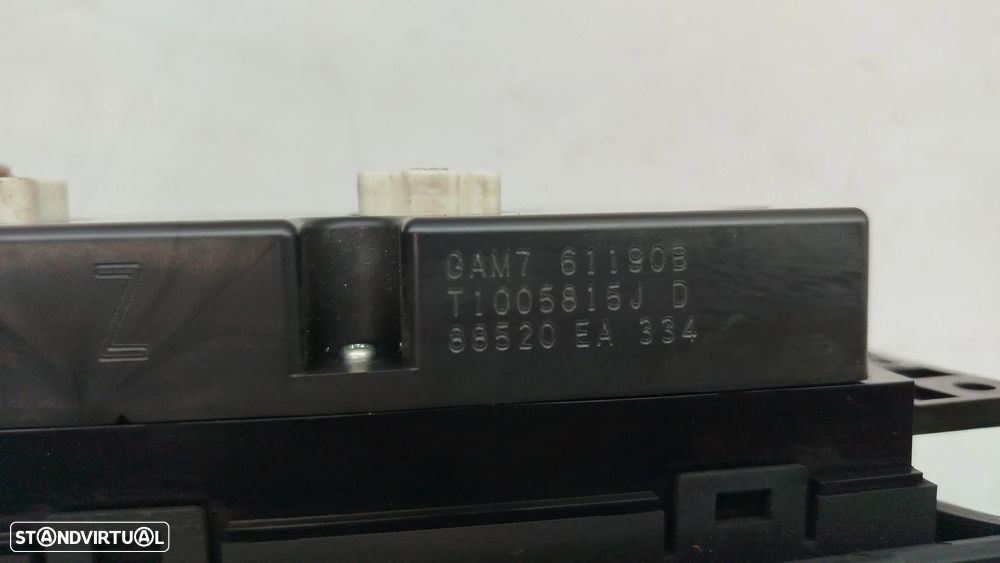 Z
GAM7 61190B
T1005815J D
88520 EA 334
STANDVIRTUAL